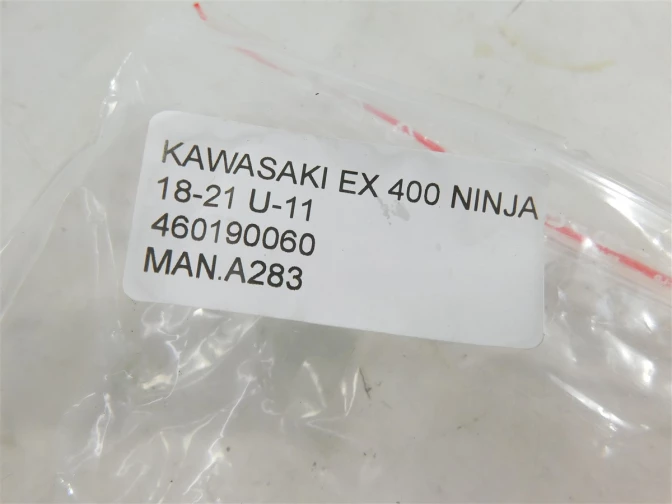 KAWASAKI EX 400 NINJA
18-21 U-11
460190060
MAN.A283